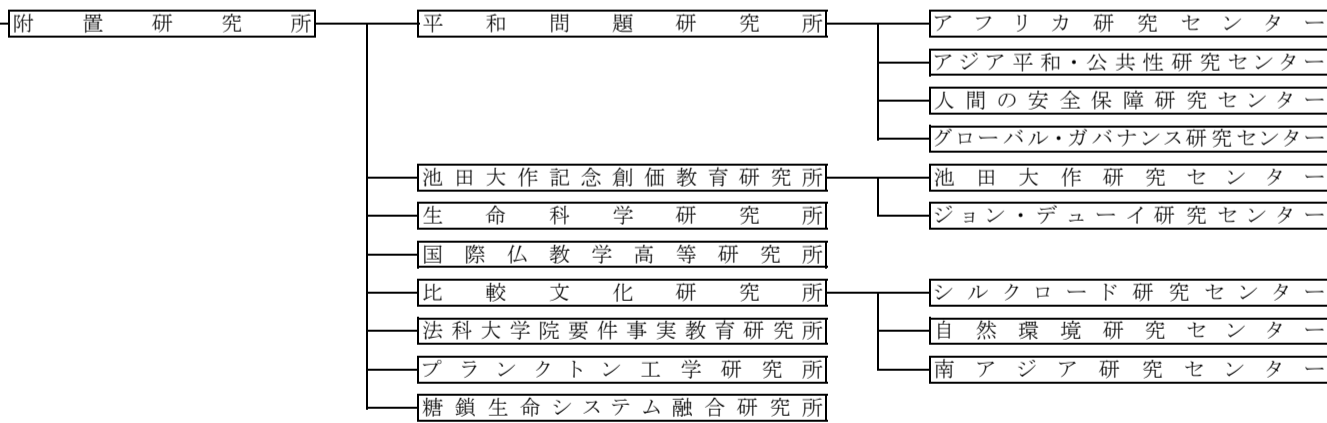 附置研究所 平和問題研究所 アフリカ研究センター
アジア平和・公共性研究センター
人間の安全保障研究センター
グローバル・ガバナンス研究センター
池田大作記念創価教育研究所 池田大作研究センター
生命科学研究所 ジョン・デューイ研究センター
国際仏教学高等研究所
比較文化研究所 シルクロード研究センター
法科大学院要件事実教育研究所 自然環境研究センター
プランクトン工学研究所 南アジア研究センター
糖鎖生命システム融合研究所